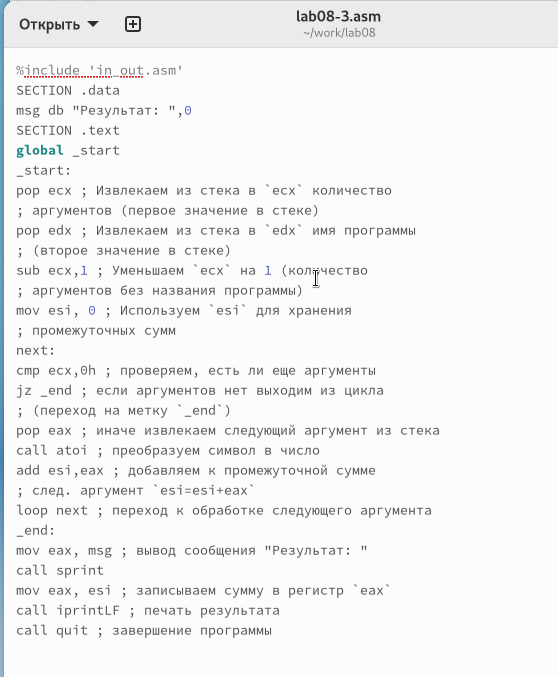 Открыть
lab08-3.asm
~/work/lab08
%include 'in_out.asm'
SECTION .data
msg db "Результат: ",0
SECTION .text
global _start
_start:
pop ecx ; Извлекаем из стека в `ecx` количество
; аргументов (первое значение в стеке)
pop edx ; Извлекаем из стека в `edx` имя программы
; (второе значение в стеке)
sub ecx,1 ; Уменьшаем `ecx` на 1 (количество
; аргументов без названия программы)
mov esi, 0 ; Используем `esi` для хранения
; промежуточных сумм
next:
cmp ecx,0h ; проверяем, есть ли еще аргументы
jz _end ; если аргументов нет выходим из цикла
; (переход на метку `_end`)
pop eax ; иначе извлекаем следующий аргумент из стека
call atoi ; преобразуем символ в число
add esi,eax ; добавляем к промежуточной сумме
; след. аргумент `esi=esi+eax`
loop next ; переход к обработке следующего аргумента
_end:
mov eax, msg ; вывод сообщения "Результат: "
call sprint
mov eax, esi ; записываем сумму в регистр `eax`
call iprintLF ; печать результата
call quit ; завершение программы